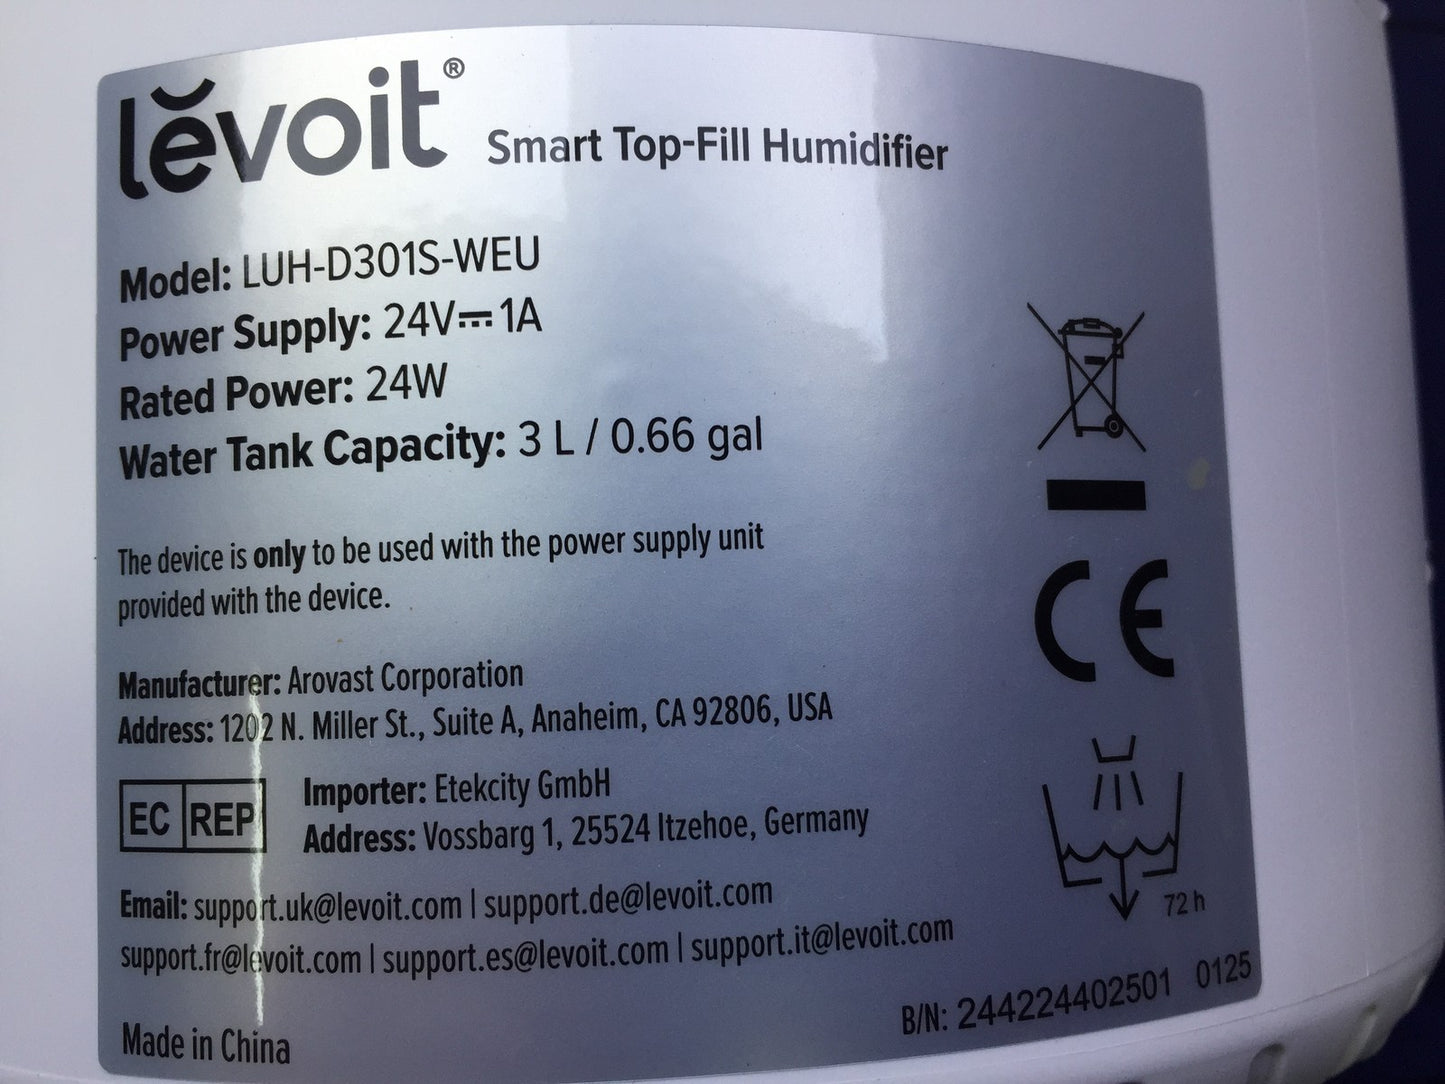 lĕvoit® Smart Top-Fill Humidifier
Model: LUH-D301S-WEU
Power Supply: 24V⎓1A
Rated Power: 24W
Water Tank Capacity: 3 L / 0.66 gal
The device is only to be used with the power supply unit
provided with the device.
Manufacturer: Arovast Corporation
Address: 1202 N. Miller St., Suite A, Anaheim, CA 92806, USA
EC REP
Importer: Etekcity GmbH
Address: Vossbarg 1, 25524 Itzehoe, Germany
Email: support.uk@levoit.com | support.de@levoit.com
support.fr@levoit.com | support.es@levoit.com | support.it@levoit.com
Made in China
CE
72 h
B/N: 244224402501 0125